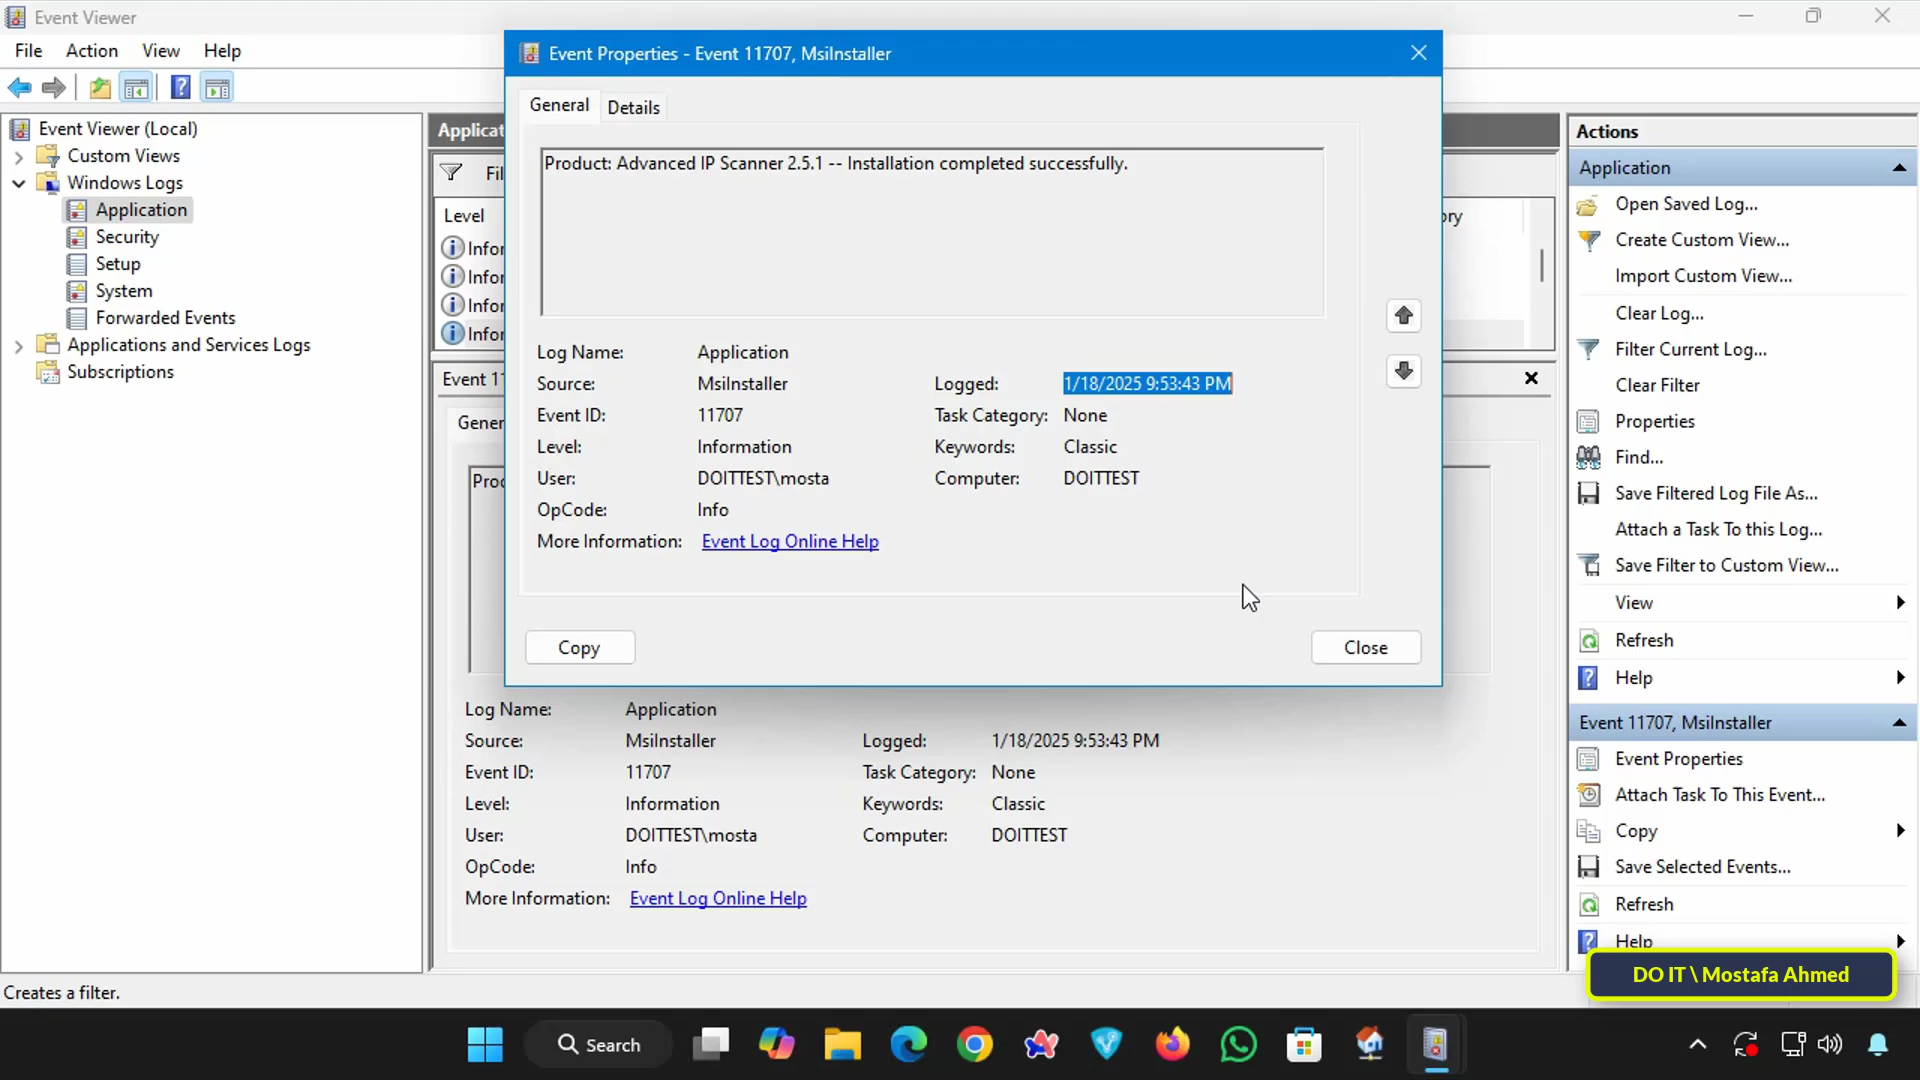 Event Viewer
File Action View Help
Event Viewer (Local)
Custom Views
Windows Logs
Application
Security
Setup
System
Forwarded Events
Applications and Services Logs
Subscriptions
Level
Event Properties - Event 11707, MsiInstaller
General Details
Product: Advanced IP Scanner 2.5.1 -- Installation completed successfully.
Log Name: Application
Source: MsiInstaller Logged: 1/18/2025 9:53:43 PM
Event ID: 11707 Task Category: None
Level: Information Keywords: Classic
User: DOITTEST\mosta Computer: DOITTEST
OpCode: Info
More Information: Event Log Online Help
Copy Close
Log Name: Application
Source: MsiInstaller Logged: 1/18/2025 9:53:43 PM
Event ID: 11707 Task Category: None
Level: Information Keywords: Classic
User: DOITTEST\mosta Computer: DOITTEST
OpCode: Info
More Information: Event Log Online Help
Actions
Application
Open Saved Log...
Create Custom View...
Import Custom View...
Clear Log...
Filter Current Log...
Clear Filter
Properties
Find...
Save Filtered Log File As...
Attach a Task To this Log...
Save Filter to Custom View...
View
Refresh
Help
Event 11707, MsiInstaller
Event Properties
Attach Task To This Event...
Copy
Save Selected Events...
Refresh
Help
DO IT \ Mostafa Ahmed
Creates a filter.
Search